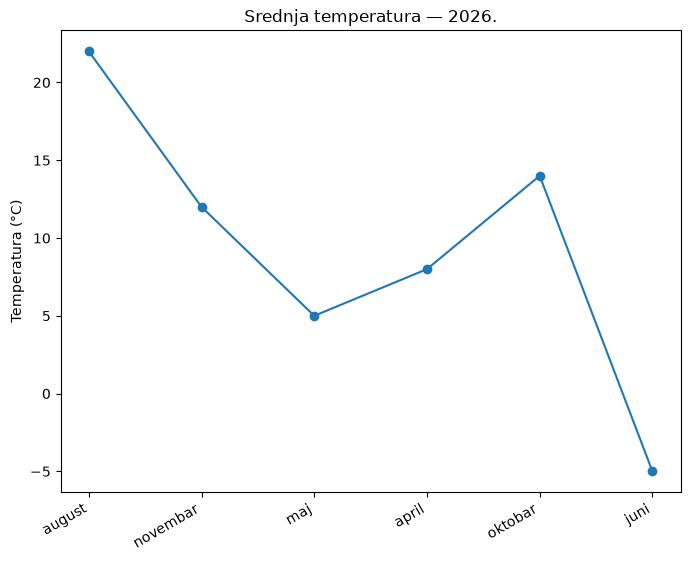 Srednja temperatura — 2026.
Temperatura (°C)
20
15
10
5
0
−5
august
novembar
maj
april
oktobar
juni